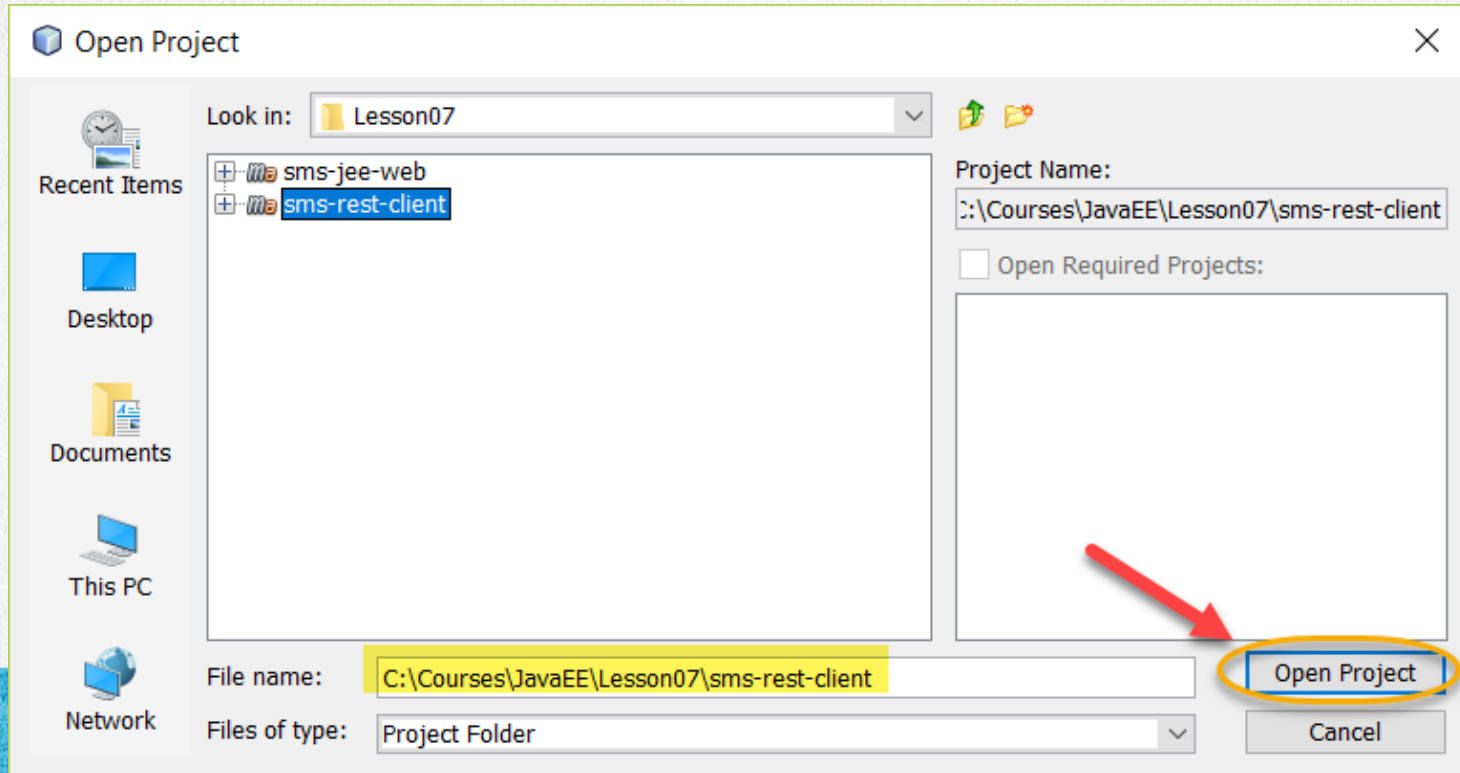 Open Project
Look in: Lesson07
Recent Items
Desktop
Documents
This PC
Network
sms-jee-web
sms-rest-client
Project Name:
:\Courses\JavaEE\Lesson07\sms-rest-client
Open Required Projects:
File name: C:\Courses\JavaEE\Lesson07\sms-rest-client
Open Project
Files of type: Project Folder
Cancel